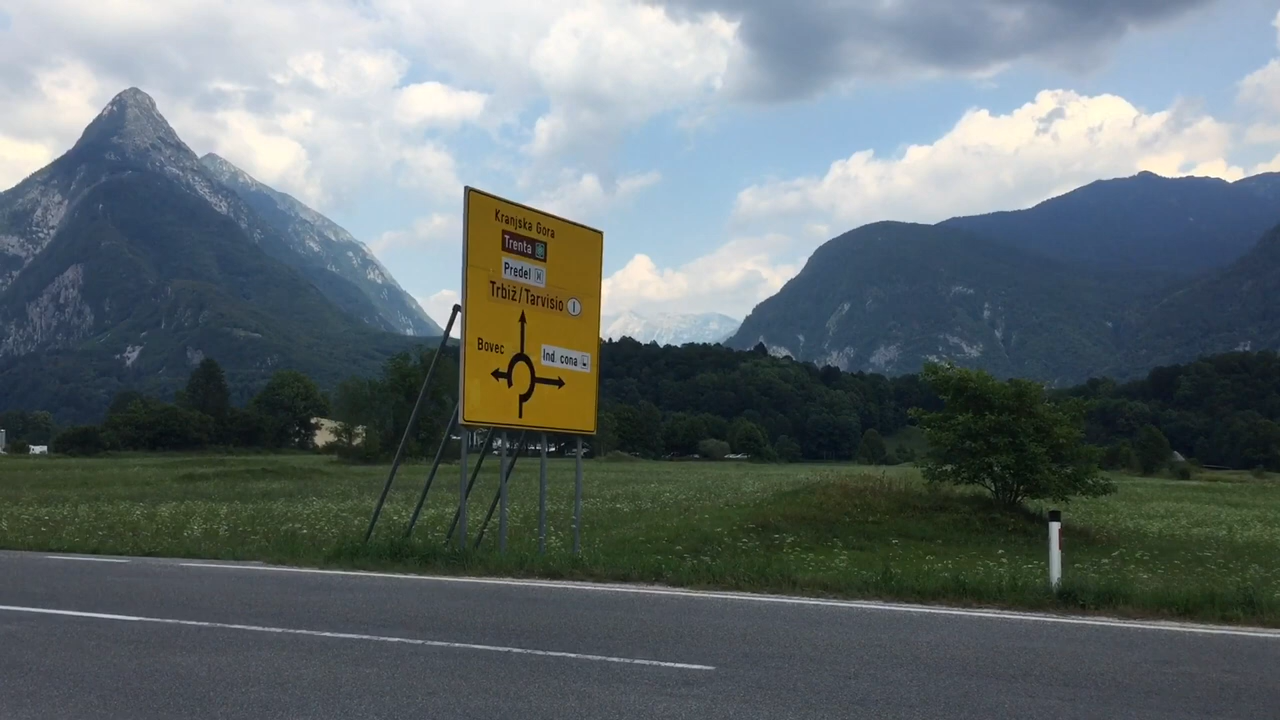 Kranjska Gora
Trenta
Predel
Trbiž/Tarvisio I
Bovec
Ind. cona